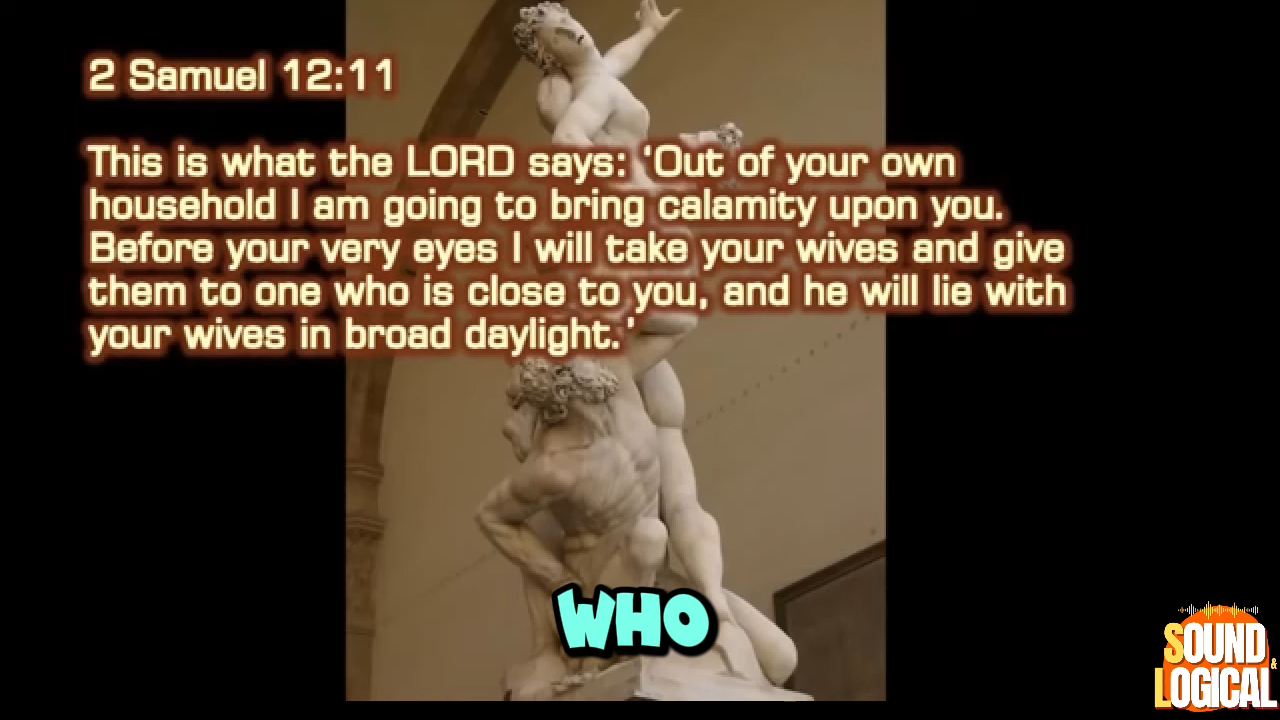 2 Samuel 12:11
This is what the LORD says: ‘Out of your own
household I am going to bring calamity upon you.
Before your very eyes I will take your wives and give
them to one who is close to you, and he will lie with
your wives in broad daylight.’
WHO
SOUND
&
LOGICAL